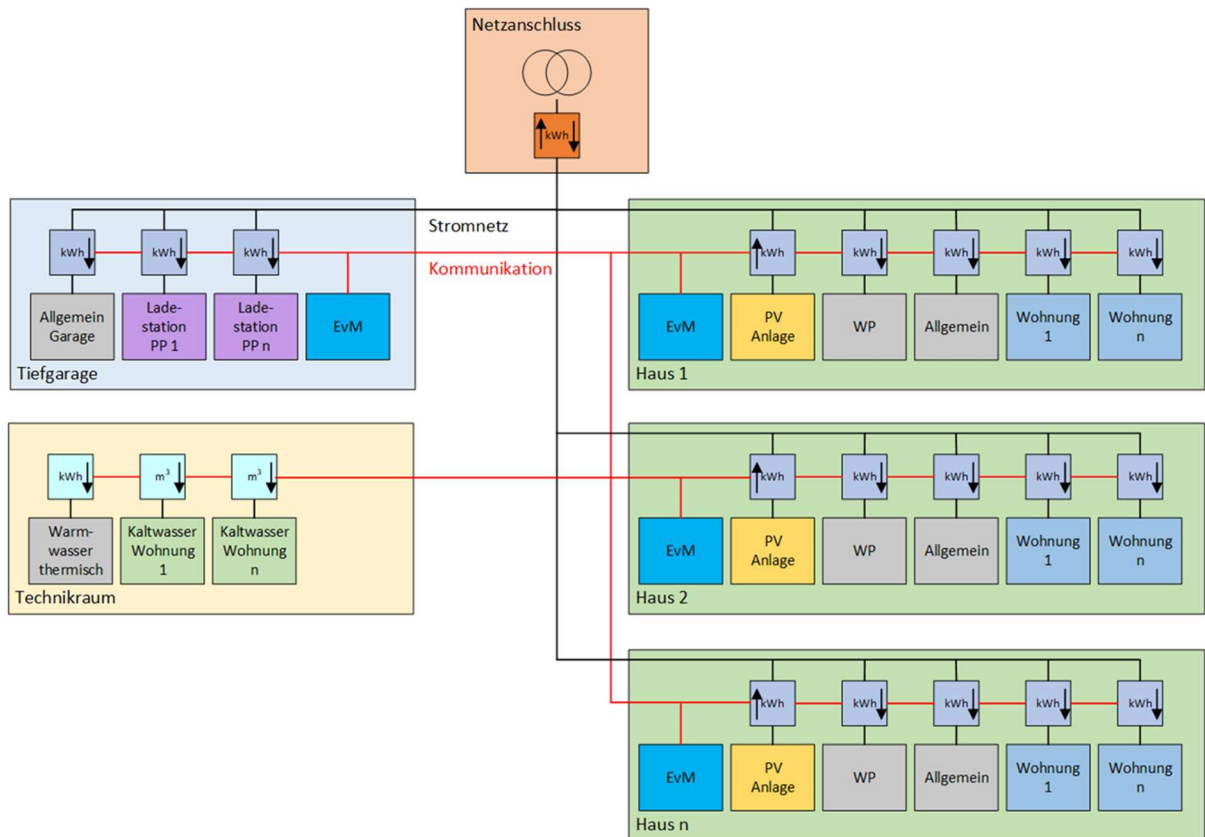 Netzanschluss
kWh
Stromnetz
Kommunikation
kWh
kWh
kWh
Allgemein
Garage
Lade-
station
PP 1
Lade-
station
PP n
EvM
Tiefgarage
kWh
kWh
kWh
kWh
kWh
EvM
PV
Anlage
WP
Allgemein
Wohnung
1
Wohnung
n
Haus 1
kWh
m³
m³
Warm-
wasser
thermisch
Kaltwasser
Wohnung
1
Kaltwasser
Wohnung
n
Technikraum
kWh
kWh
kWh
kWh
kWh
EvM
PV
Anlage
WP
Allgemein
Wohnung
1
Wohnung
n
Haus 2
kWh
kWh
kWh
kWh
kWh
EvM
PV
Anlage
WP
Allgemein
Wohnung
1
Wohnung
n
Haus n